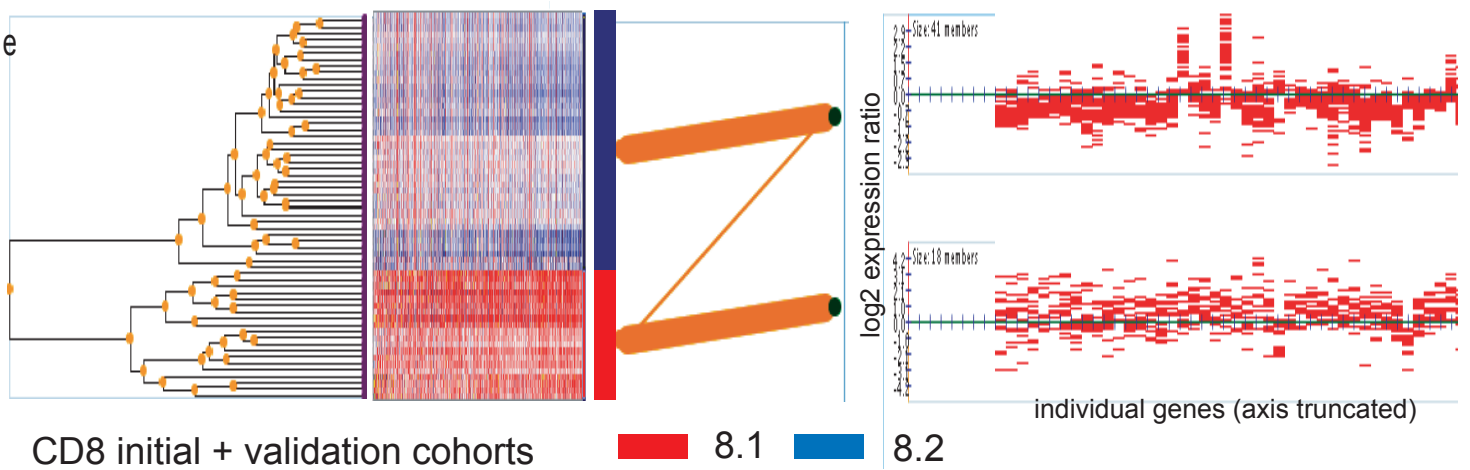 e
Size: 41 members
log2 expression ratio
Size: 18 members
individual genes (axis truncated)
CD8 initial + validation cohorts
8.1
8.2